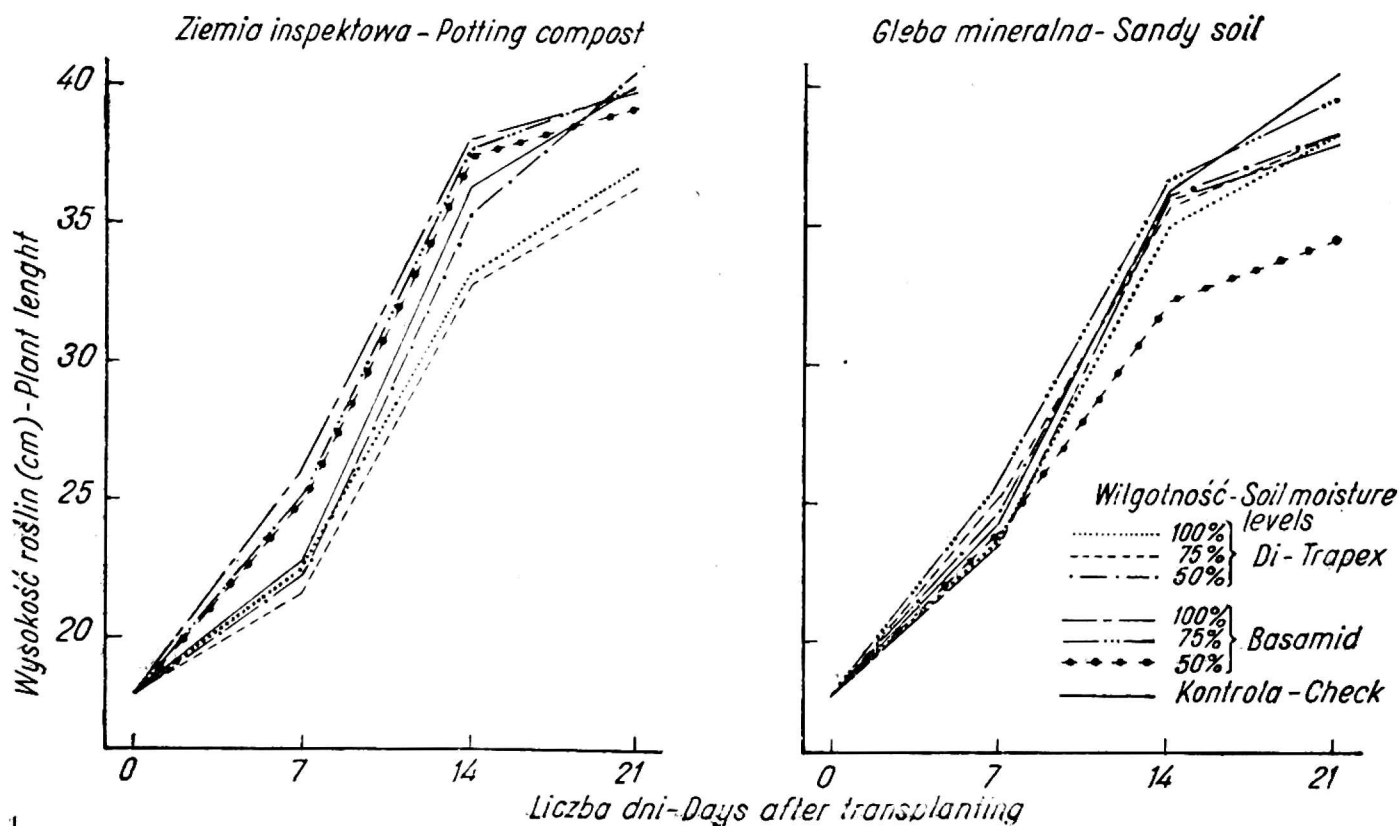 Ziemia inspektowa - Potting compost
Gleba mineralna - Sandy soil
Wysokość roślin (cm) - Plant lenght
40
35
30
25
20
0 7 14 21
0 7 14 21
Liczba dni - Days after transplanting
Wilgotność - Soil moisture
levels
100%
75% Di - Trapex
50%
100%
75% Basamid
50%
Kontrola - Check